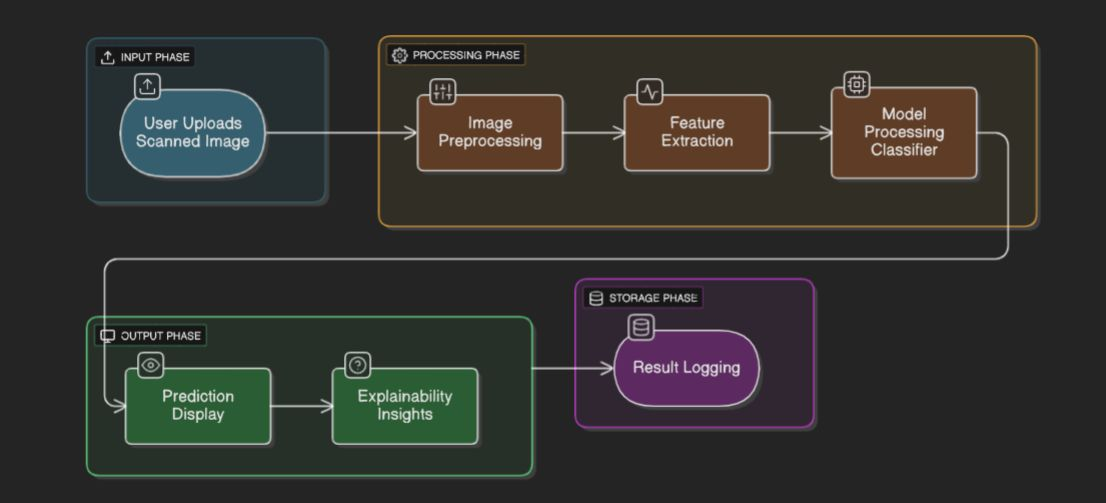 INPUT PHASE
User Uploads
Scanned Image
PROCESSING PHASE
Image
Preprocessing
Feature
Extraction
Model
Processing
Classifier
OUTPUT PHASE
Prediction
Display
Explainability
Insights
STORAGE PHASE
Result Logging